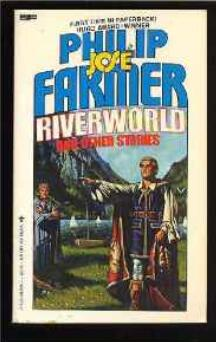 FIRST TIME IN PAPERBACK!
HUGO AWARD-WINNER
PHILIP
JOSÉ
FARMER
RIVERWORLD
AND OTHER STORIES